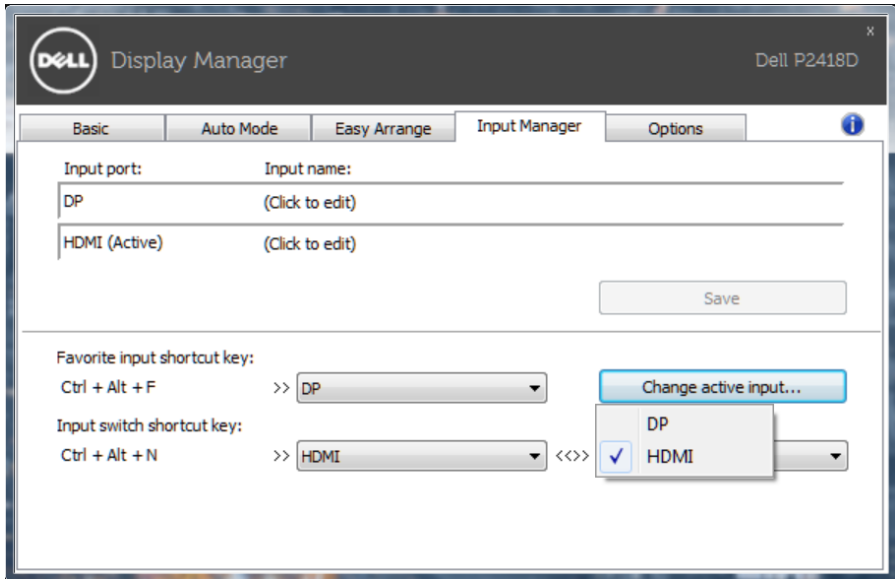 x
DELL Display Manager Dell P2418D
Basic Auto Mode Easy Arrange Input Manager Options i
Input port: Input name:
DP (Click to edit)
HDMI (Active) (Click to edit)
Save
Favorite input shortcut key:
Ctrl + Alt + F >> DP Change active input...
Input switch shortcut key:
DP
Ctrl + Alt + N >> HDMI <<>> HDMI